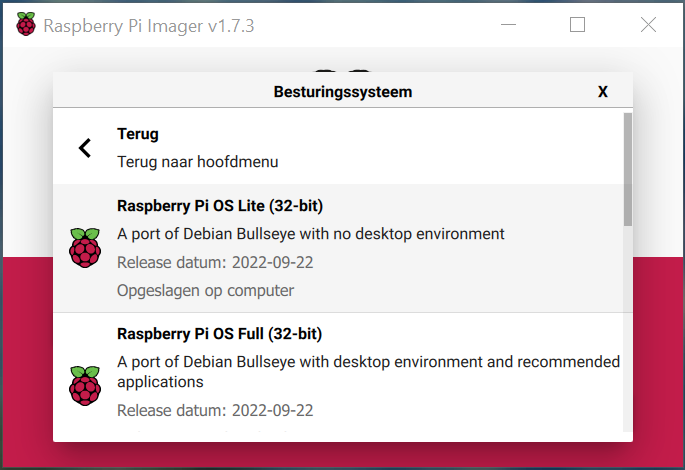 Raspberry Pi Imager v1.7.3
Besturingssysteem X
Terug
Terug naar hoofdmenu
Raspberry Pi OS Lite (32-bit)
A port of Debian Bullseye with no desktop environment
Release datum: 2022-09-22
Opgeslagen op computer
Raspberry Pi OS Full (32-bit)
A port of Debian Bullseye with desktop environment and recommended
applications
Release datum: 2022-09-22